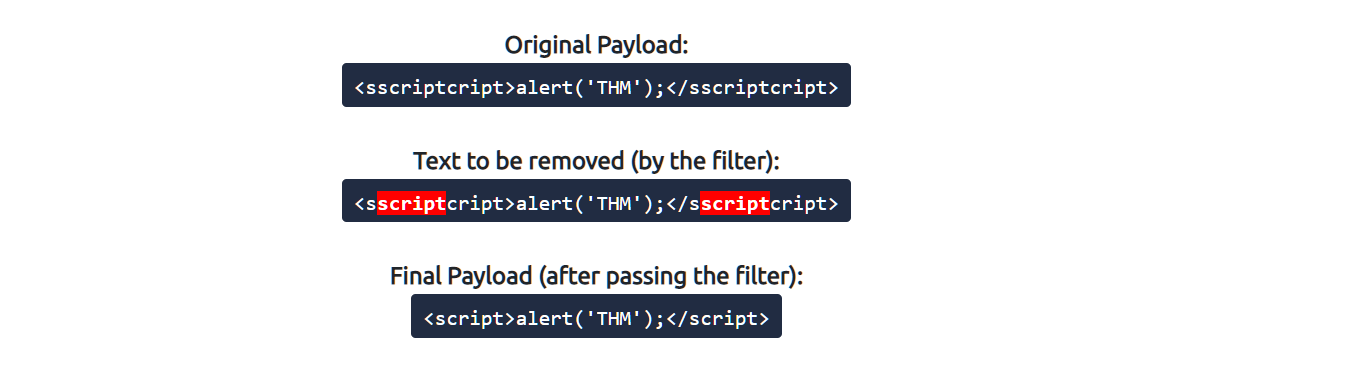 Original Payload:
<sscriptcript>alert('THM');</sscriptcript>
Text to be removed (by the filter):
<sscriptcript>alert('THM');</sscriptcript>
Final Payload (after passing the filter):
<script>alert('THM');</script>